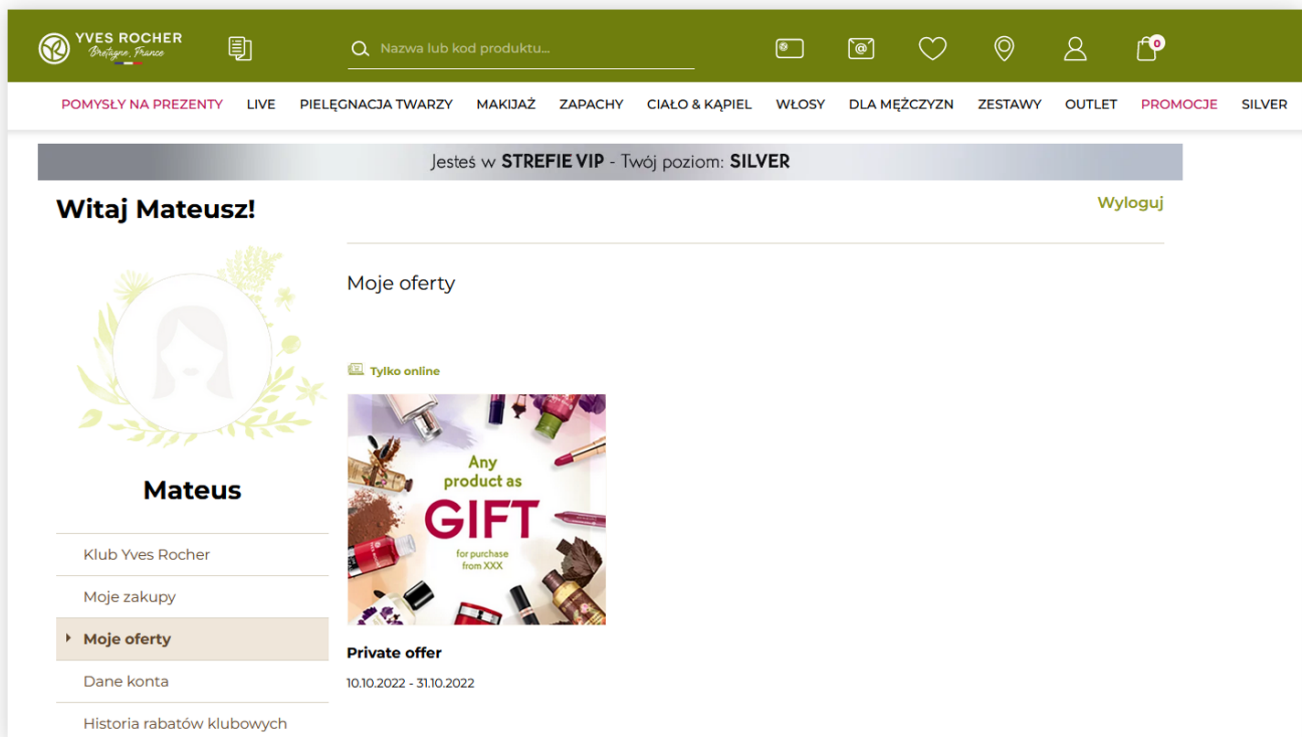 YVES ROCHER
Bretagne, France
Nazwa lub kod produktu...
@
0
POMYSŁY NA PREZENTY LIVE PIELĘGNACJA TWARZY MAKIJAŻ ZAPACHY CIAŁO & KĄPIEL WŁOSY DLA MĘŻCZYZN ZESTAWY OUTLET PROMOCJE SILVER
Jesteś w STREFIE VIP - Twój poziom: SILVER
Witaj Mateusz!
Wyloguj
Moje oferty
Tylko online
Any
product as
GIFT
for purchase
from XXX
Private offer
10.10.2022 - 31.10.2022
Mateus
Klub Yves Rocher
Moje zakupy
Moje oferty
Dane konta
Historia rabatów klubowych